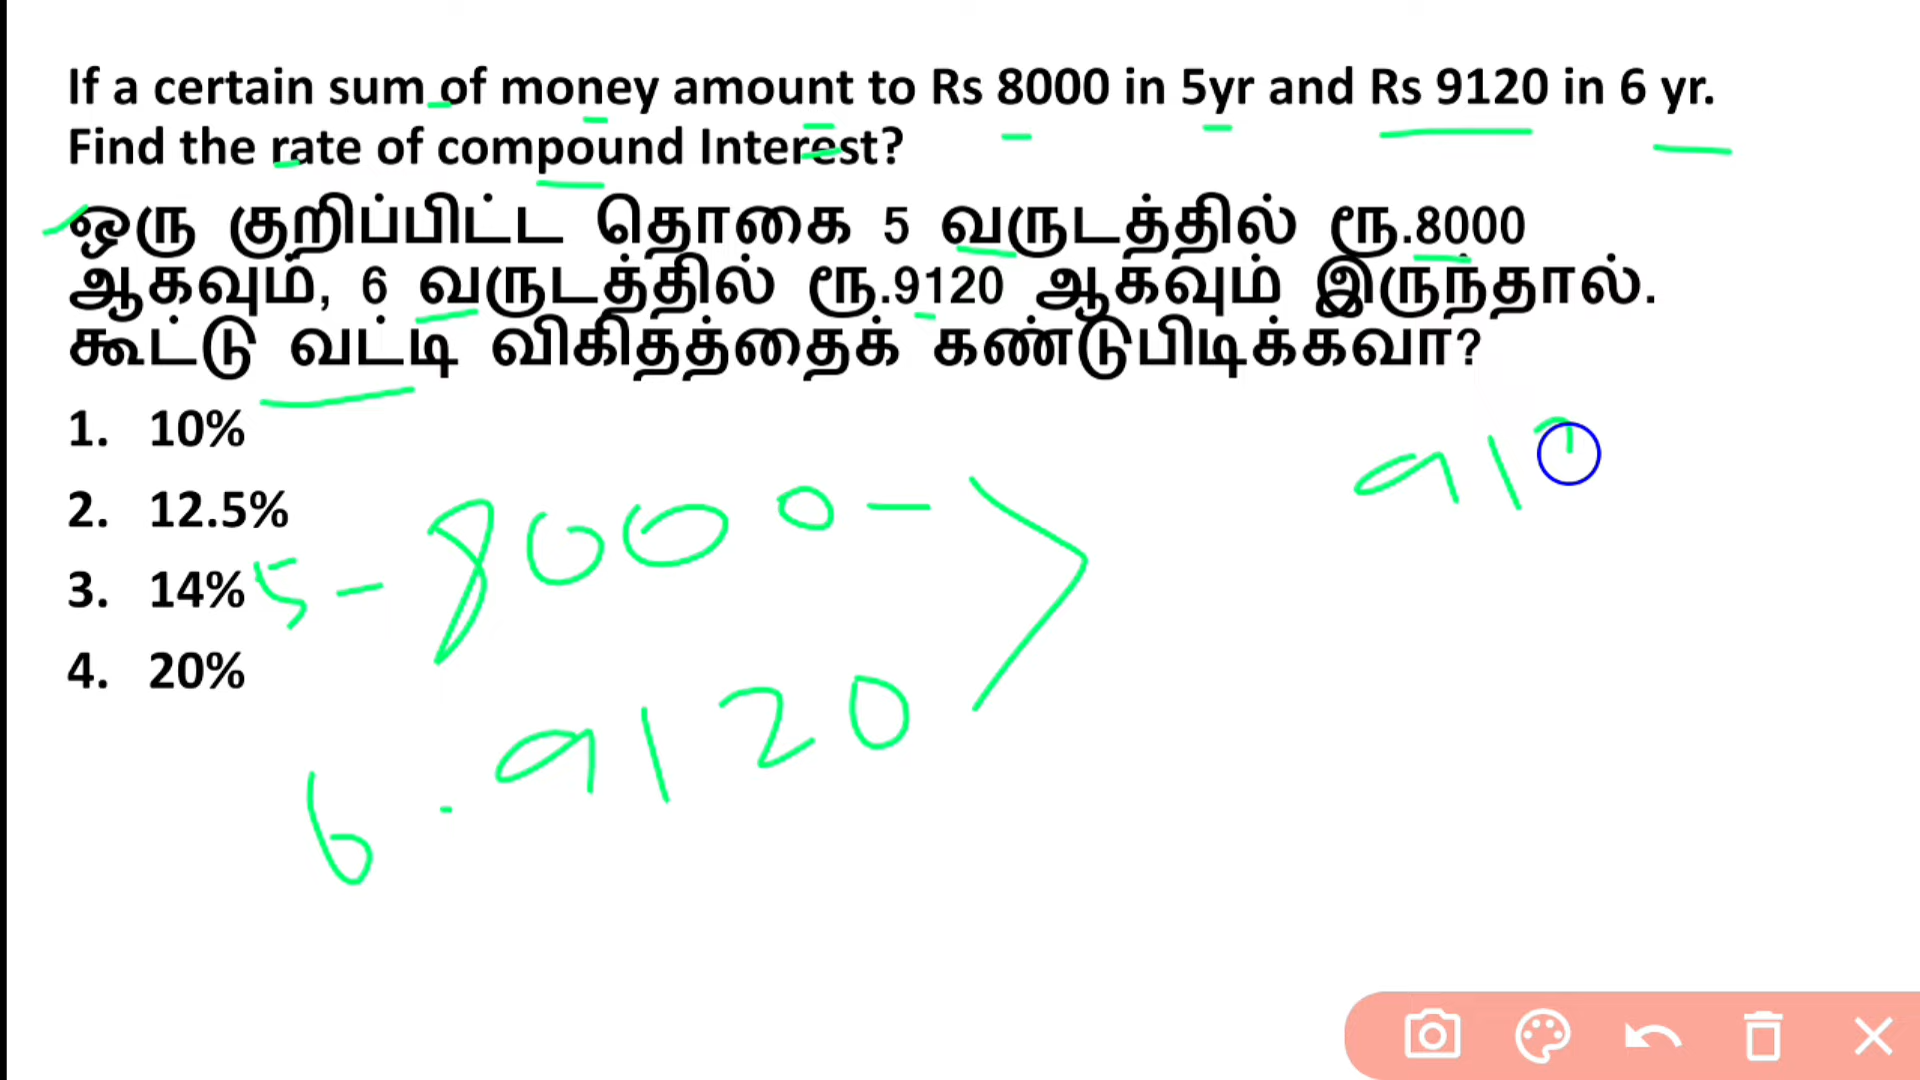 If a certain sum of money amount to Rs 8000 in 5yr and Rs 9120 in 6 yr.
Find the rate of compound Interest?
ஒரு குறிப்பிட்ட தொகை 5 வருடத்தில் ரூ.8000
ஆகவும், 6 வருடத்தில் ரூ.9120 ஆகவும் இருந்தால்.
கூட்டு வட்டி விகிதத்தைக் கண்டுபிடிக்கவா?
1. 10%
2. 12.5%
3. 14%
4. 20%
5 - 8000 -
6 - 9120
91